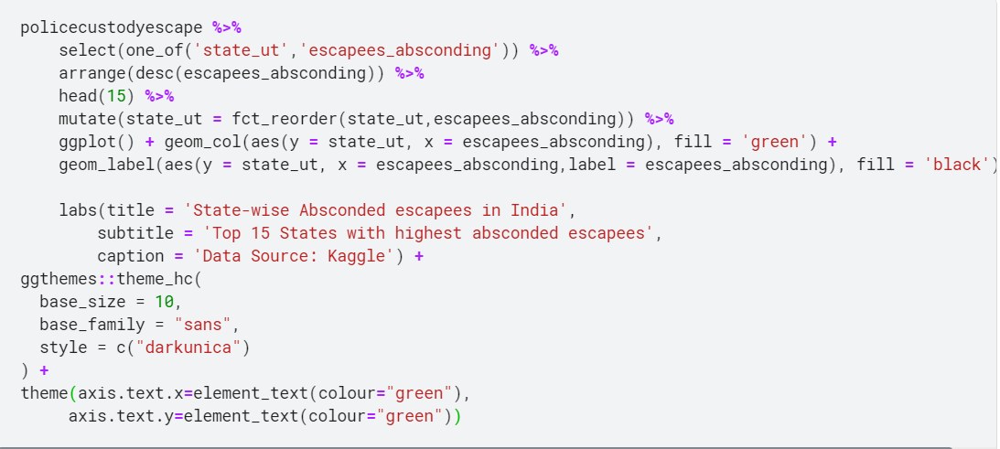 policecustodyescape %>%
    select(one_of('state_ut','escapees_absconding')) %>%
    arrange(desc(escapees_absconding)) %>%
    head(15) %>%
    mutate(state_ut = fct_reorder(state_ut,escapees_absconding)) %>%
    ggplot() + geom_col(aes(y = state_ut, x = escapees_absconding), fill = 'green') +
    geom_label(aes(y = state_ut, x = escapees_absconding,label = escapees_absconding), fill = 'black')
    labs(title = 'State-wise Absconded escapees in India',
        subtitle = 'Top 15 States with highest absconded escapees',
        caption = 'Data Source: Kaggle') +
ggthemes::theme_hc(
  base_size = 10,
  base_family = "sans",
  style = c("darkunica")
) +
theme(axis.text.x=element_text(colour="green"),
     axis.text.y=element_text(colour="green"))